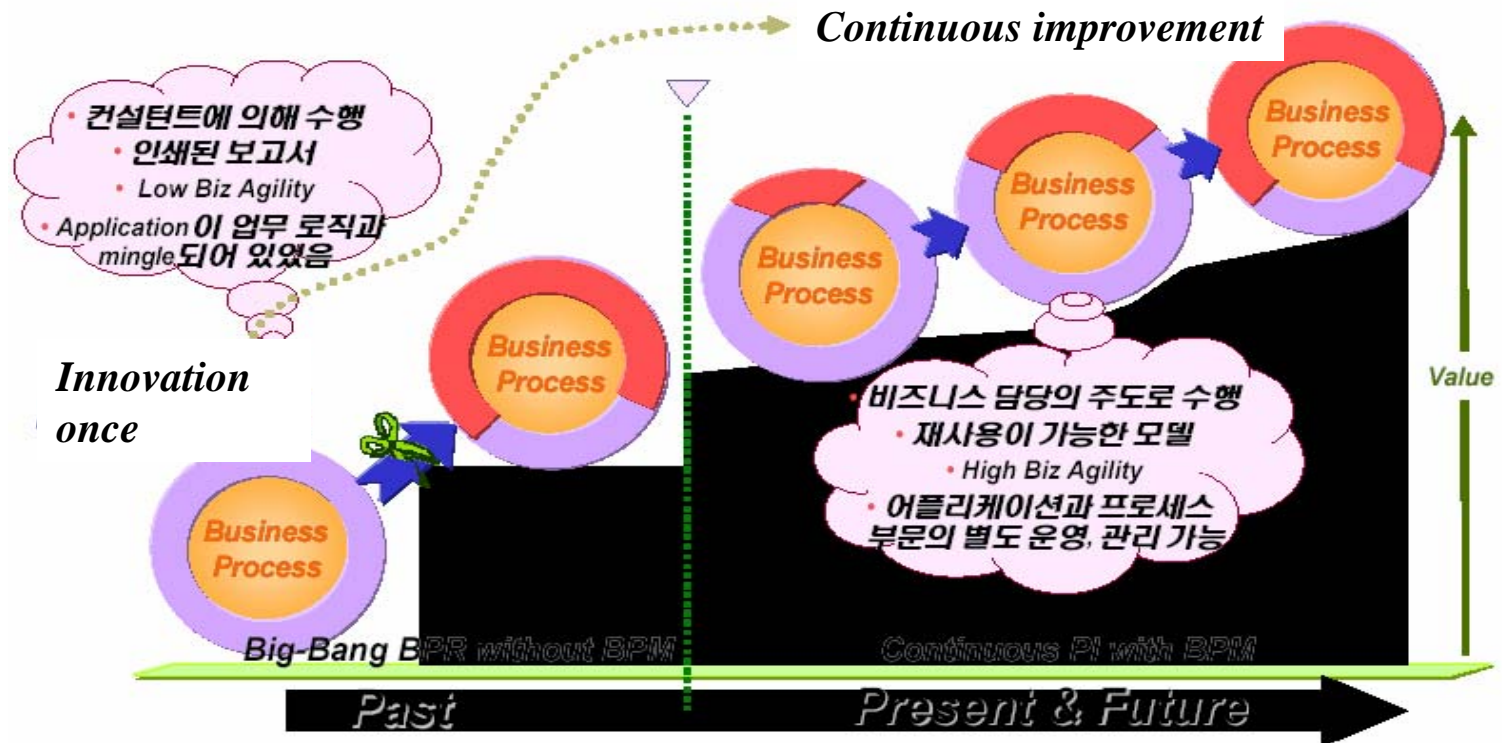 Continuous improvement
• 컨설턴트에 의해 수행
• 인쇄된 보고서
• Low Biz Agility
• Application 이 업무 로직과
mingle 되어 있었음
Innovation
once
Business
Process
Business
Process
Business
Process
Business
Process
Business
Process
• 비즈니스 담당의 주도로 수행
• 재사용이 가능한 모델
• High Biz Agility
• 어플리케이션과 프로세스
부문의 별도 운영, 관리 가능
Value
Big-Bang BPR without BPM
Continuous PI with BPM
Past
Present & Future